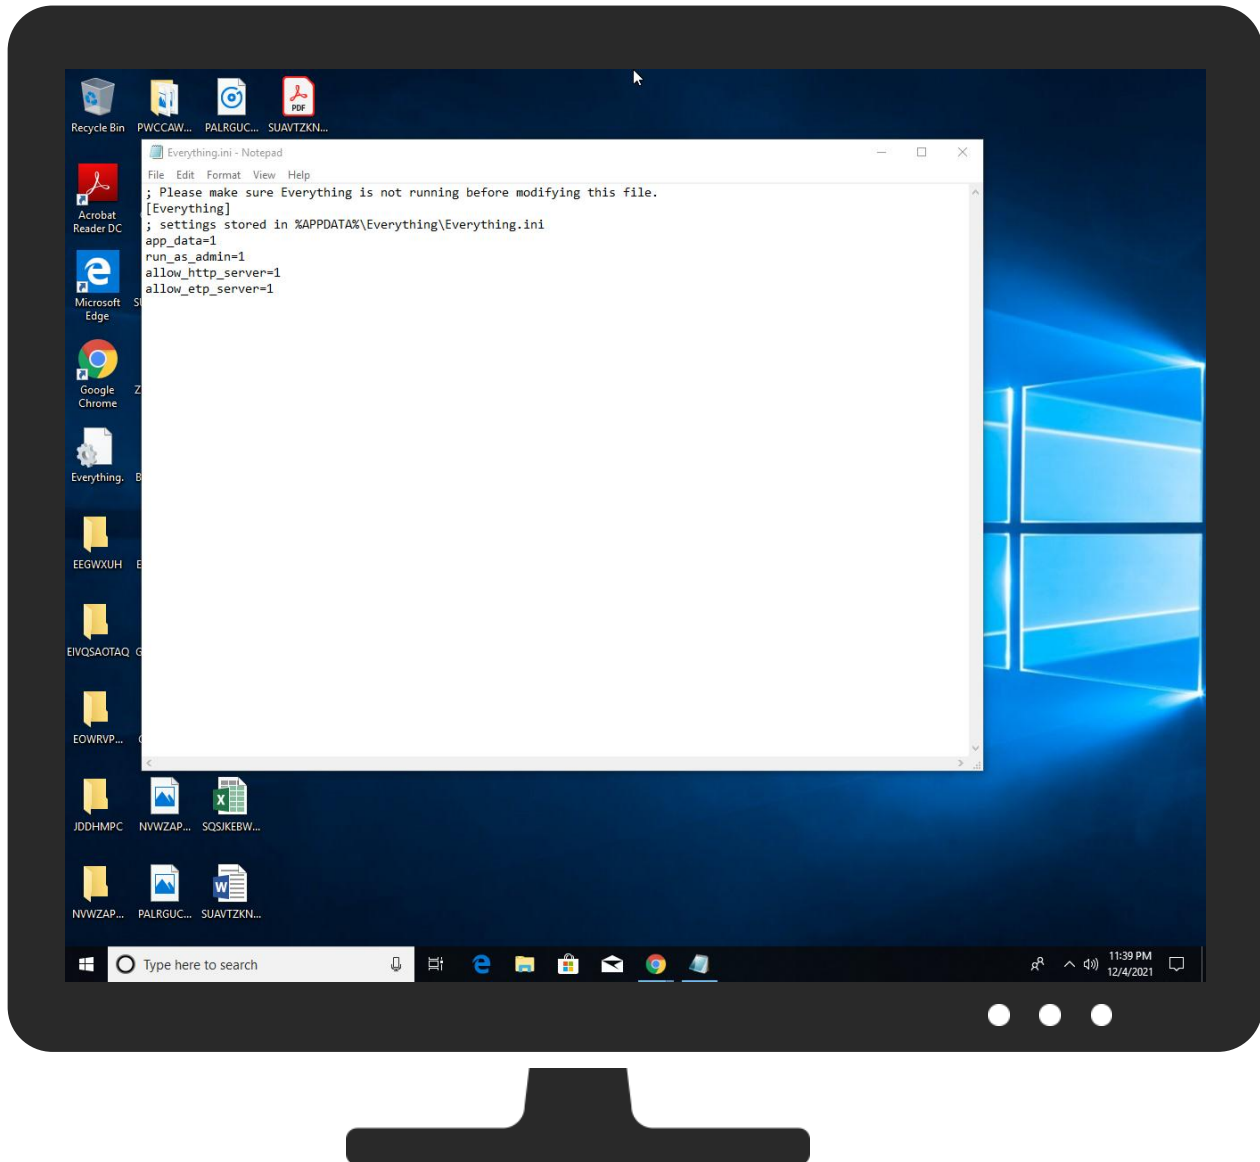 Recycle Bin
PWCCAW...
PALRGUC...
SUAVTZKN...
PDF
Everything.ini - Notepad
File Edit Format View Help
; Please make sure Everything is not running before modifying this file.
[Everything]
; settings stored in %APPDATA%\Everything\Everything.ini
app_data=1
run_as_admin=1
allow_http_server=1
allow_etp_server=1
Acrobat
Reader DC
Microsoft
Edge
Google
Chrome
Everything.
EEGWXUH
EIVQSAOTAQ
EOWRVP...
JDDHMPC
NVWZAP...
SQSJKEBW...
NVWZAP...
PALRGUC...
SUAVTZKN...
Type here to search
11:39 PM
12/4/2021